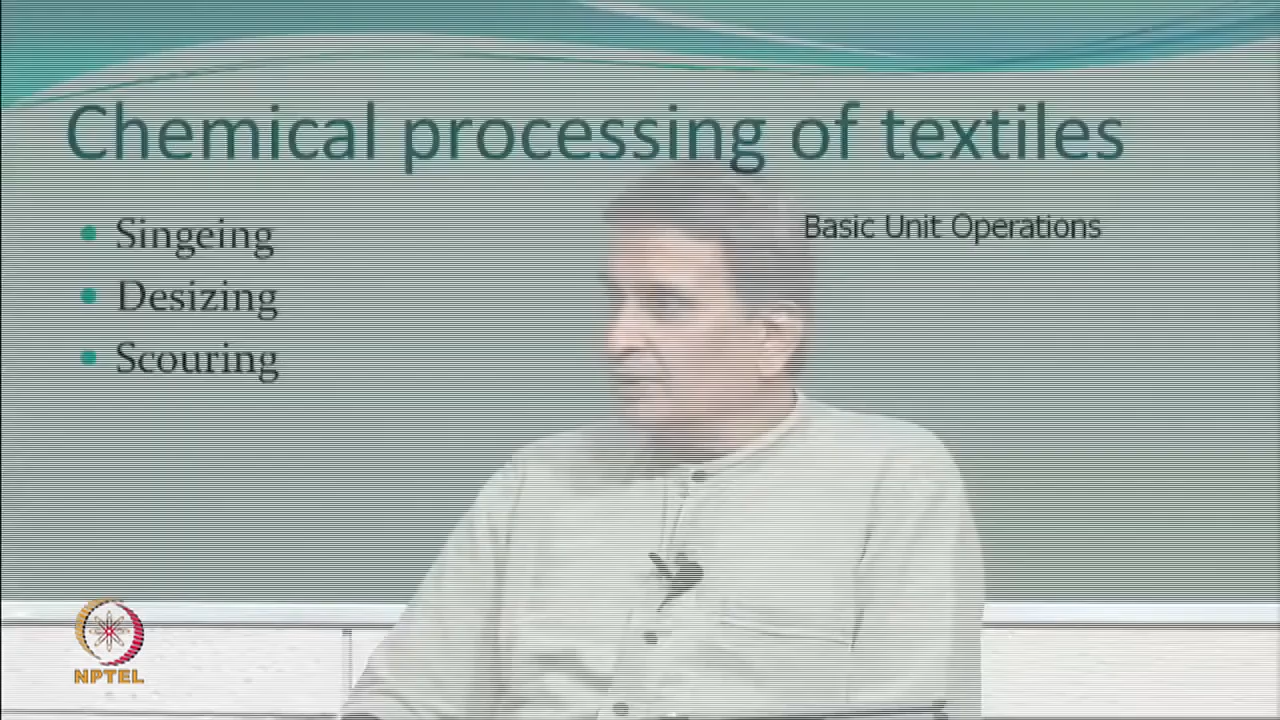 Chemical processing of textiles
Basic Unit Operations
Singeing
Desizing
Scouring
NPTEL